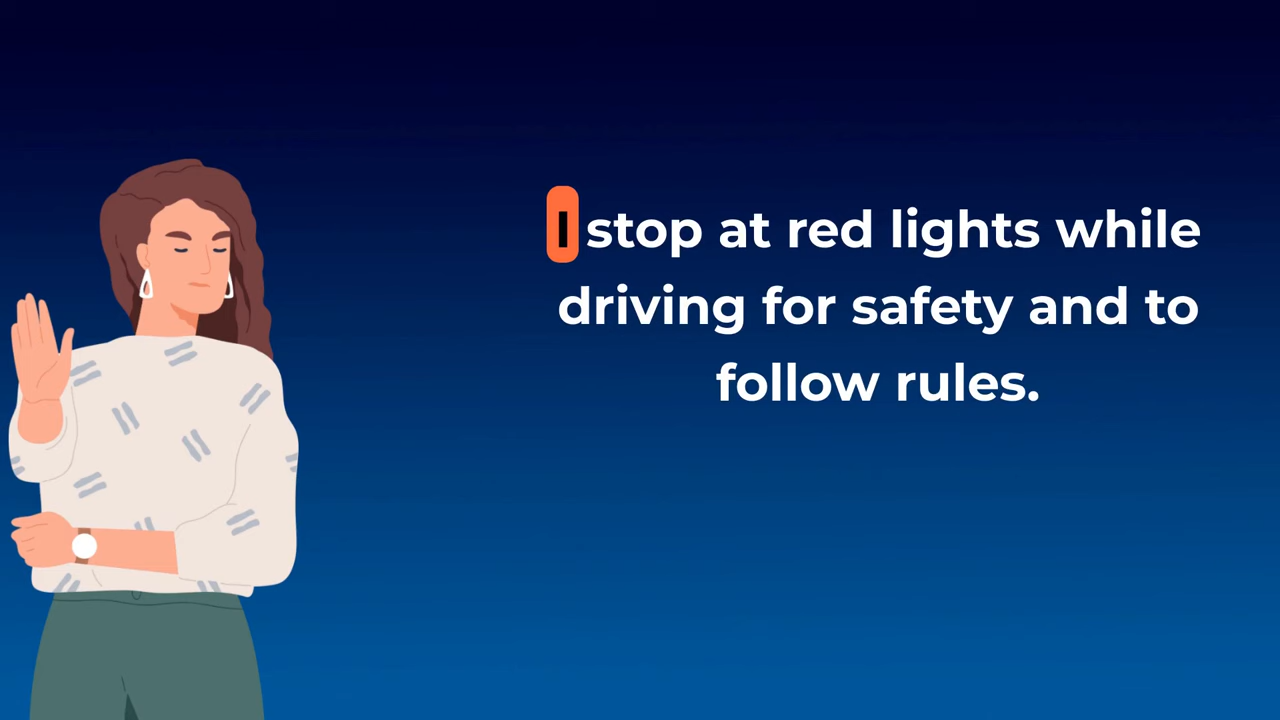 I stop at red lights while
driving for safety and to
follow rules.